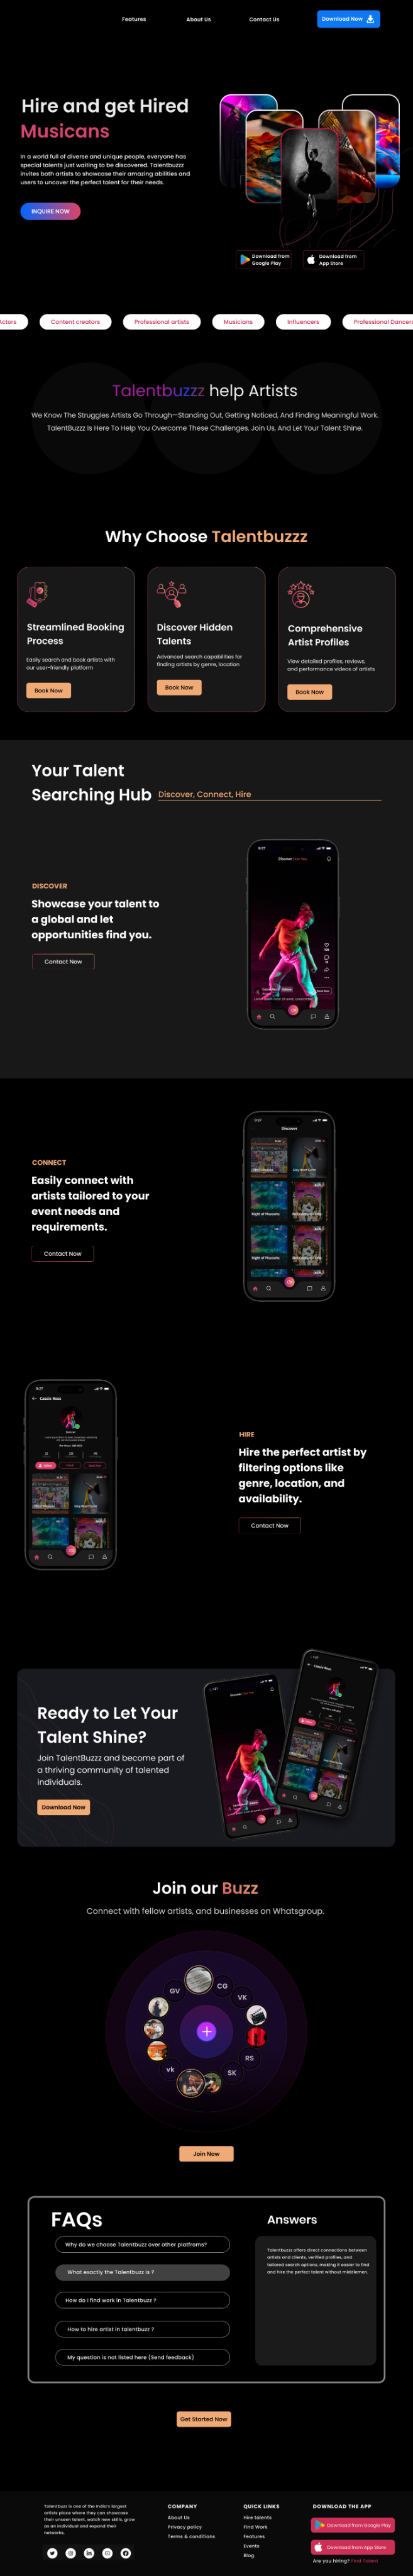 Features
About Us
Contact Us
Download Now
Hire and get Hired
Musicans
In a world full of diverse and unique people, everyone has
special talents just waiting to be discovered. Talentbuzzz
invites both artists to showcase their amazing abilities and
users to uncover the perfect talent for their needs.
INQUIRE NOW
Download from
Google Play
Download from
App Store
Actors
Content creators
Professional artists
Musicians
Influencers
Professional Dancers
Talentbuzzz help Artists
We Know The Struggles Artists Go Through—Standing Out, Getting Noticed, And Finding Meaningful Work.
TalentBuzz Is Here To Help You Overcome These Challenges. Join Us, And Let Your Talent Shine.
Why Choose Talentbuzzz
Streamlined Booking
Process
Easily search and book artists with
our user-friendly platform
Book Now
Discover Hidden
Talents
Advanced search capabilities for
finding artists by genre, location
Book Now
Comprehensive
Artist Profiles
View detailed profiles, reviews,
and performance videos of artists
Book Now
Your Talent
Searching Hub
Discover, Connect, Hire
DISCOVER
Showcase your talent to
a global and let
opportunities find you.
Contact Now
9:27
Discover
CONNECT
Easily connect with
artists tailored to your
event needs and
requirements.
Contact Now
9:27
Discover
9:27
Cassie Ross
HIRE
Hire the perfect artist by
filtering options like
genre, location, and
availability.
Contact Now
Ready to Let Your
Talent Shine?
Join TalentBuzz and become part of
a thriving community of talented
individuals.
Download Now
Cassie Ross
Join our Buzz
Connect with fellow artists, and businesses on Whatsgroup.
GV
CG
VK
RS
SK
vk
Join Now
FAQs
Why do we choose Talentbuzz over other platfroms?
What exactly the Talentbuzz is ?
How do I find work in Talentbuzz ?
How to hire artist in talentbuzz ?
My question is not listed here (Send feedback)
Answers
Talentbuzz offers direct connections between
artists and clients, verified profiles, and
tailored search options, making it easier to find
and hire the perfect talent without middlemen.
Get Started Now
Talentbuzz is one of the India's largest
artists place where they can showcase
their unseen talent, watch new skills, grow
as an individual and expand their
networks.
COMPANY
About Us
Privacy policy
Terms & conditions
QUICK LINKS
Hire talents
Find Work
Features
Events
Blog
DOWNLOAD THE APP
Download from Google Play
Download from App Store
Are you hiring? Find Talent